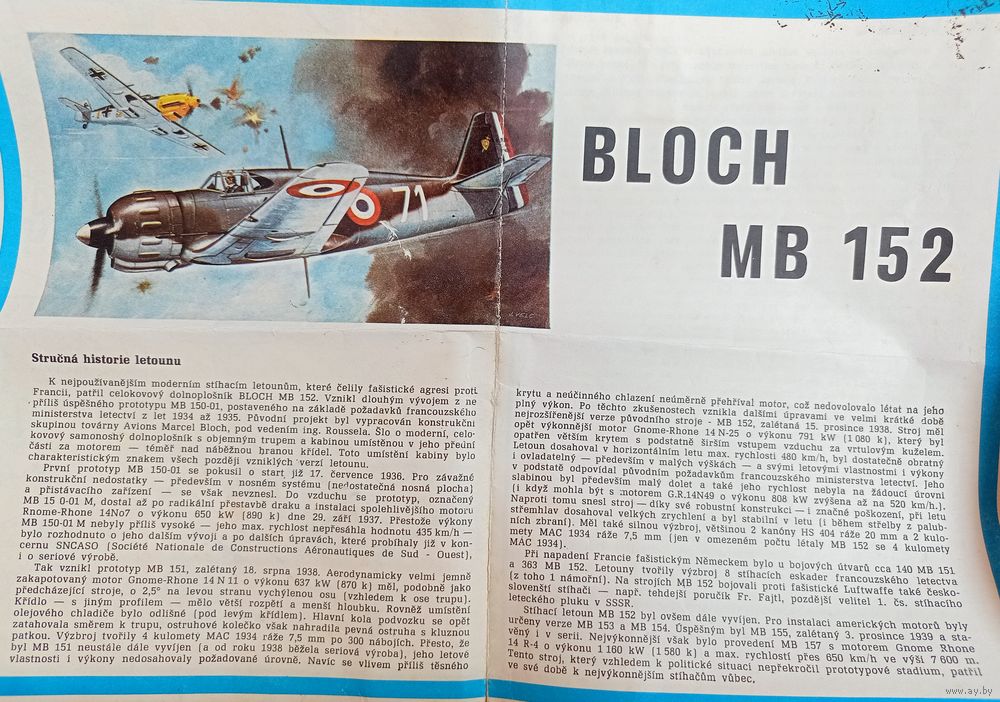 BLOCH
MB 152
71
J. VELC
Stručná historie letounu
K nejpoužívanějším moderním stíhacím letounům, které čelily fašistické agresi proti
Francii, patřil celokovový dolnoplošník BLOCH MB 152. Vznikl dlouhým vývojem z ne
příliš úspěšného prototypu MB 150-01, postaveného na základě požadavků francouzského
ministerstva letectví z let 1934 až 1935. Původní projekt byl vypracován konstrukční
skupinou továrny Avions Marcel Bloch, pod vedením ing. Roussela. Šlo o moderní, celo-
kovový samonosný dolnoplošník s objemným trupem a kabinou umístěnou v jeho přední
části za motorem — téměř nad náběžnou hranou křídel. Toto umístění kabiny bylo
charakteristickým znakem všech později vzniklých verzí letounu.
První prototyp MB 150-01 se pokusil o start již 17. července 1936. Pro závažné
konstrukční nedostatky — především v nosném systému (nedostatečná nosná plocha)
a přistávacího zařízení — se však nevznesl. Do vzduchu se prototyp, označený
MB 15 0-01 M, dostal až po radikální přestavbě draku a instalaci spolehlivějšího motoru
Rnome-Rhone 14No7 o výkonu 650 kW (890 k) dne 29. září 1937. Přestože výkony
MB 150-01 M nebyly příliš vysoké — jeho max. rychlost nepřesáhla hodnotu 435 km/h —
bylo rozhodnuto o jeho dalším vývoji a po dalších úpravách, které probíhaly již v kon-
cernu SNCASO (Société Nationale de Constructions Aéronautiques de Sud - Ouest),
i o seriové výrobě.
Tak vznikl prototyp MB 151, zalétaný 18. srpna 1938. Aerodynamicky velmi jemně
zakapotovaný motor Gnome-Rhone 14 N 11 o výkonu 637 kW (870 k) měl, podobně jako
předcházející stroje, o 2,5° na levou stranu vychýlenou osu (vzhledem k ose trupu).
Křídlo — s jiným profilem — mělo větší rozpětí a menší hloubku. Rovněž umístění
olejového chladiče bylo odlišné (pod levým křídlem). Hlavní kola podvozku se opět
zatahovala směrem k trupu, ostruhové kolečko však nahradila pevná ostruha s kluznou
patkou. Výzbroj tvořily 4 kulomety MAC 1934 ráže 7,5 mm po 300 nábojích. Přesto, že
byl MB 151 neustále dále vyvíjen (a od roku 1938 běžela seriová výroba), jeho letové
vlastnosti i výkony nedosahovaly požadované úrovně. Navíc se vlivem příliš těsného
krytu a neúčinného chlazení neúměrně přehříval motor, což nedovolovalo létat na jeho
plný výkon. Po těchto zkušenostech vznikla dalšími úpravami ve velmi krátké době
nejrozšířenější verze původního stroje - MB 152, zalétaná 15. prosince 1938. Stroj měl
opět výkonnější motor Gnome-Rhone 14 N-25 o výkonu 791 kW (1 080 k), který byl
opatřen větším krytem s podstatně širším vstupem vzduchu za vrtulovým kuželem.
Letoun dosahoval v horizontálním letu max. rychlosti 480 km/h, byl dostatečně obratný
i ovladatelný — především v malých výškách — a svými letovými vlastnostmi i výkony
v podstatě odpovídal původním požadavkům francouzského ministerstva letectví. Jeho
slabinou byl především malý dolet a také jeho rychlost nebyla na žádoucí úrovni
(i když mohla být s motorem G.R.14N49 o výkonu 808 kW zvýšena až na 520 km/h.).
Naproti tomu snesl stroj — díky své robustní konstrukci — i značné poškození, při letu
střemhlav dosahoval velkých zrychlení a byl stabilní v letu (i během střelby z palub-
ních zbraní). Měl také silnou výzbroj, většinou 2 kanóny HS 404 ráže 20 mm a 2 kulo-
mety MAC 1934 ráže 7,5 mm (jen v omezeném počtu létaly MB 152 se 4 kulomety
MAC 1934).
Při napadení Francie fašistickým Německem bylo u bojových útvarů cca 140 MB 151
a 363 MB 152. Letouny tvořily výzbroj 8 stíhacích eskader francouzského letectva
(z toho 1 námořní). Na strojích MB 152 bojovali proti fašistické Luftwaffe také česko-
slovenští stíhači — např. tehdejší poručík Fr. Fajtl, pozdější velitel 1. čs. stíhacího
leteckého pluku v SSSR.
Stíhací letoun MB 152 byl ovšem dále vyvíjen. Pro instalaci amerických motorů byly
určeny verze MB 153 a MB 154. Úspěšným byl MB 155, zalétaný 3. prosince 1939 a sta-
věný i v serii. Nejvýkonnější však bylo provedení MB 157 s motorem Gnome Rhone
14 R-4 o výkonu 1 160 kW (1 580 k) a max. rychlostí přes 650 km/h ve výši 7 600 m.
Tento stroj, který vzhledem k politické situaci nepřekročil prototypové stadium, patřil
ve své době k nejvýkonnějším stíhačům vůbec.
www.ay.by